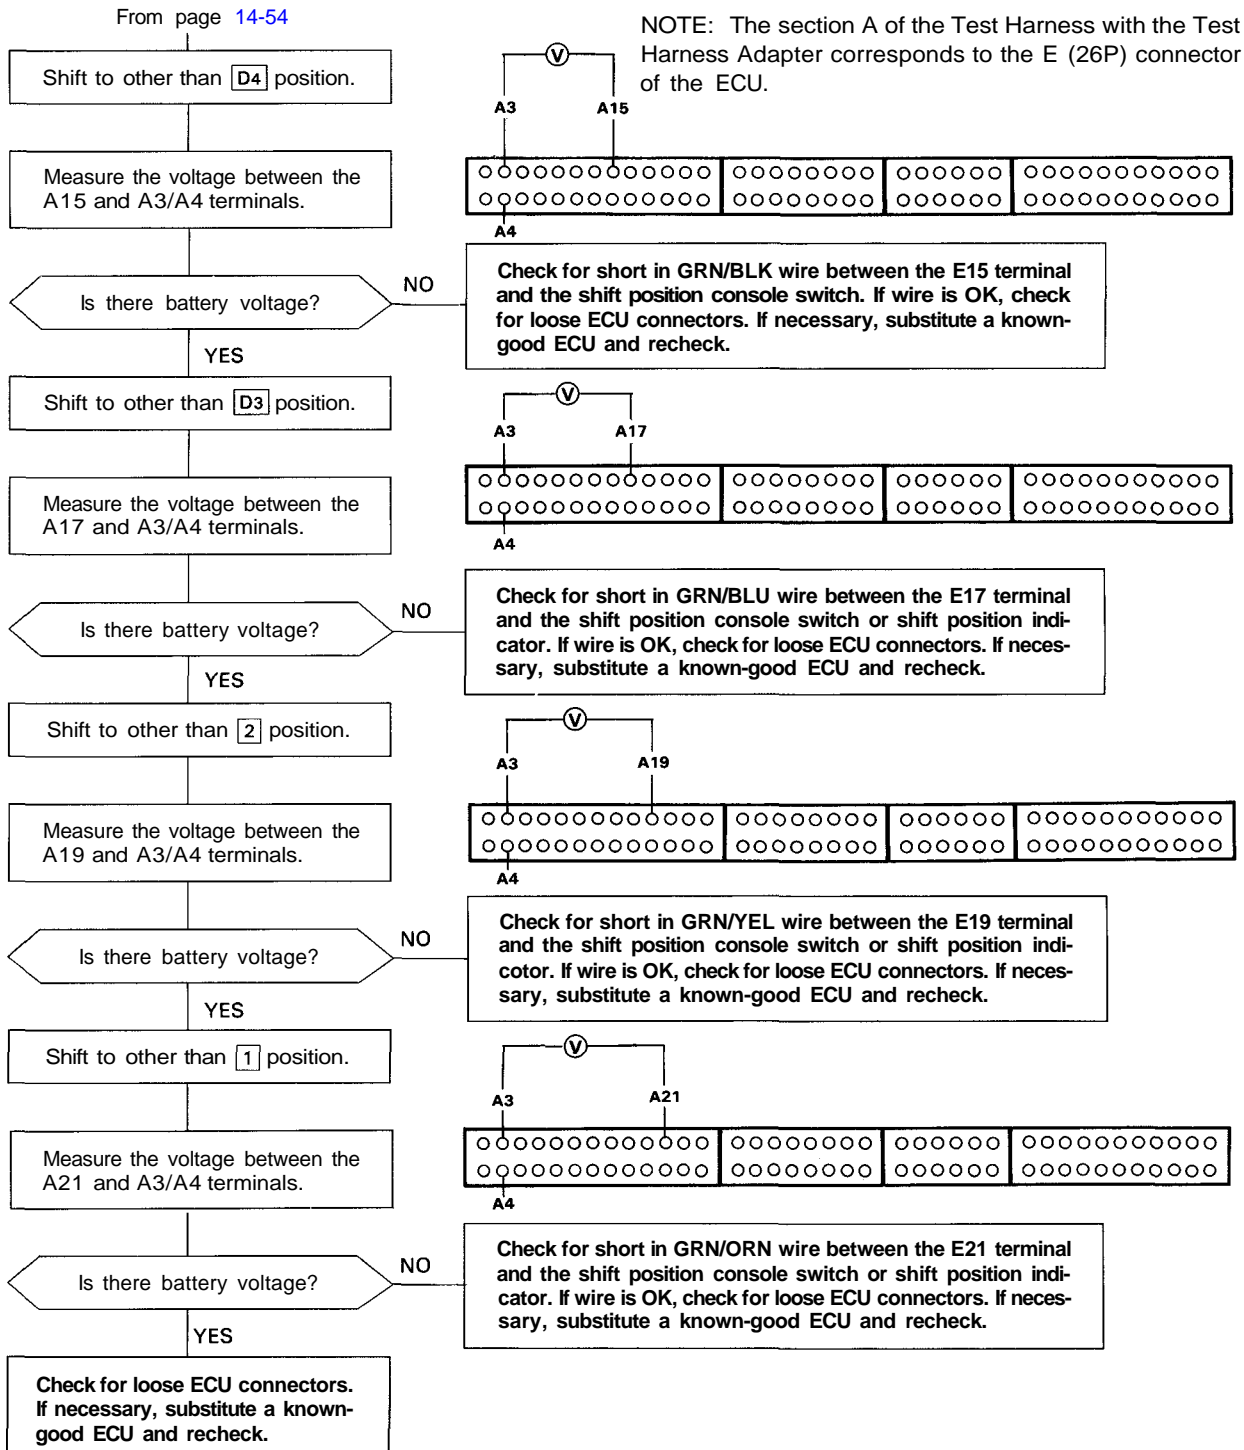 From page 14-54
NOTE: The section A of the Test Harness with the Test
Harness Adapter corresponds to the E (26P) connector
of the ECU.
Shift to other than D4 position.
V
A3
A15
Measure the voltage between the
A15 and A3/A4 terminals.
A4
Is there battery voltage?
NO
Check for short in GRN/BLK wire between the E15 terminal
and the shift position console switch. If wire is OK, check
for loose ECU connectors. If necessary, substitute a known-
good ECU and recheck.
YES
Shift to other than D3 position.
V
A3
A17
Measure the voltage between the
A17 and A3/A4 terminals.
A4
Is there battery voltage?
NO
Check for short in GRN/BLU wire between the E17 terminal
and the shift position console switch or shift position indi-
cator. If wire is OK, check for loose ECU connectors. If neces-
sary, substitute a known-good ECU and recheck.
YES
Shift to other than 2 position.
V
A3
A19
Measure the voltage between the
A19 and A3/A4 terminals.
A4
Is there battery voltage?
NO
Check for short in GRN/YEL wire between the E19 terminal
and the shift position console switch or shift position indi-
cotor. If wire is OK, check for loose ECU connectors. If neces-
sary, substitute a known-good ECU and recheck.
YES
Shift to other than 1 position.
V
A3
A21
Measure the voltage between the
A21 and A3/A4 terminals.
A4
Is there battery voltage?
NO
Check for short in GRN/ORN wire between the E21 terminal
and the shift position console switch or shift position indi-
cator. If wire is OK, check for loose ECU connectors. If neces-
sary, substitute a known-good ECU and recheck.
YES
Check for loose ECU connectors.
If necessary, substitute a known-
good ECU and recheck.